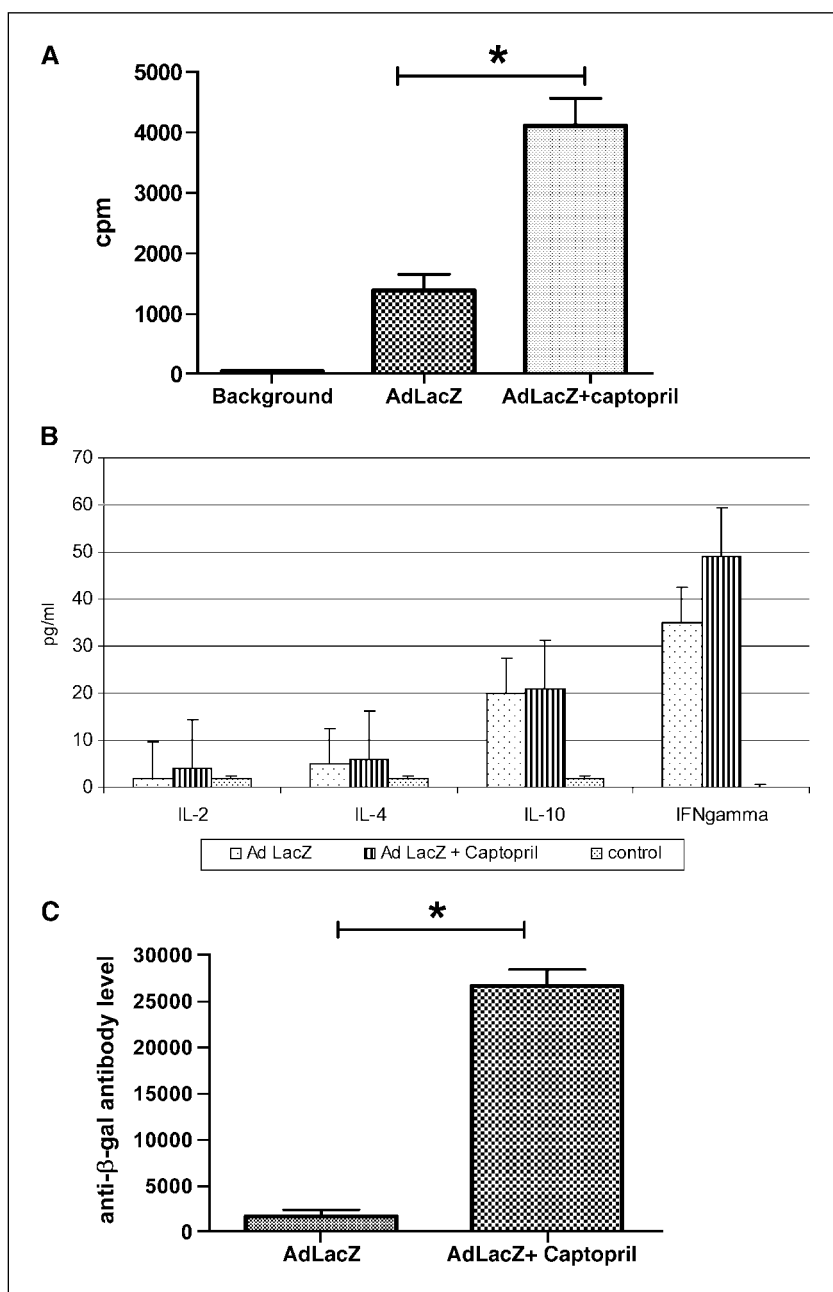 A
*
5000
4000
3000
2000
1000
0
cpm
Background AdLacZ AdLacZ+captopril
B
70
60
50
40
30
20
10
0
pg/ml
IL-2 IL-4 IL-10 IFNgamma
Ad LacZ Ad LacZ + Captopril control
C
*
30000
25000
20000
15000
10000
5000
0
anti-β-gal antibody level
AdLacZ AdLacZ+ Captopril